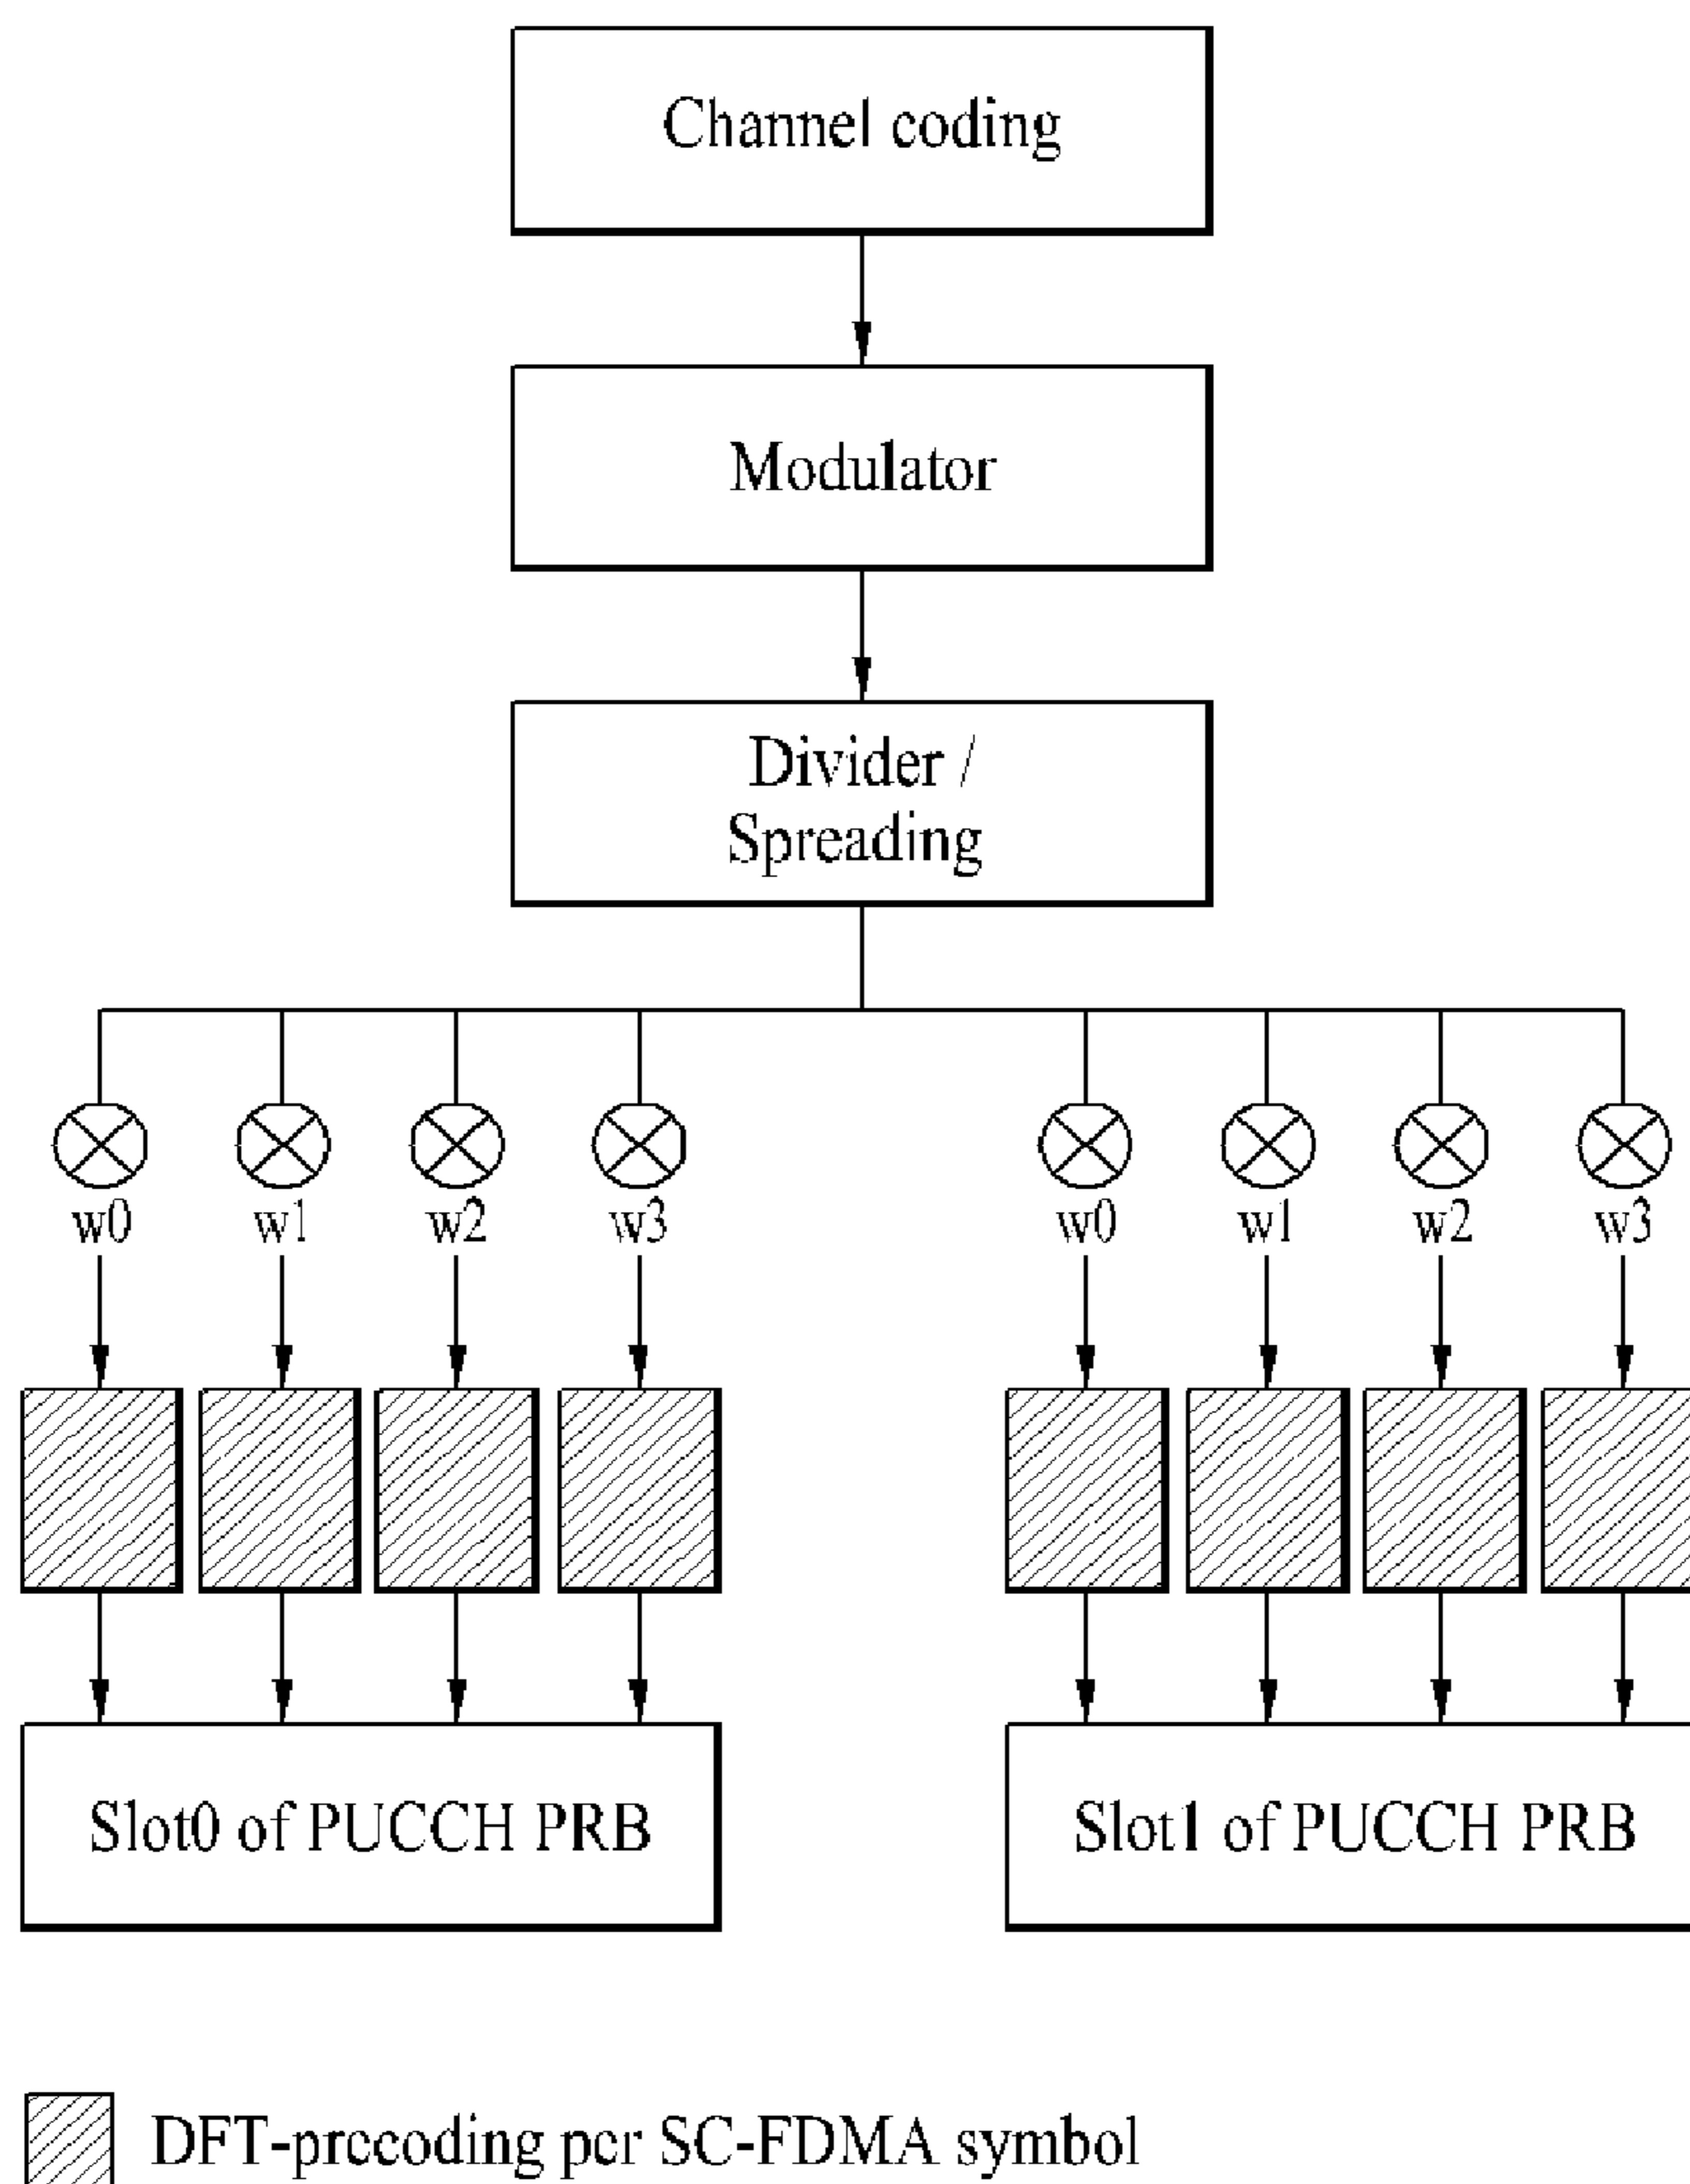 Channel coding
Modulator
Divider /
Spreading
w0 w1 w2 w3 w0 w1 w2 w3
Slot0 of PUCCH PRB Slot1 of PUCCH PRB
DFT-precoding per SC-FDMA symbol